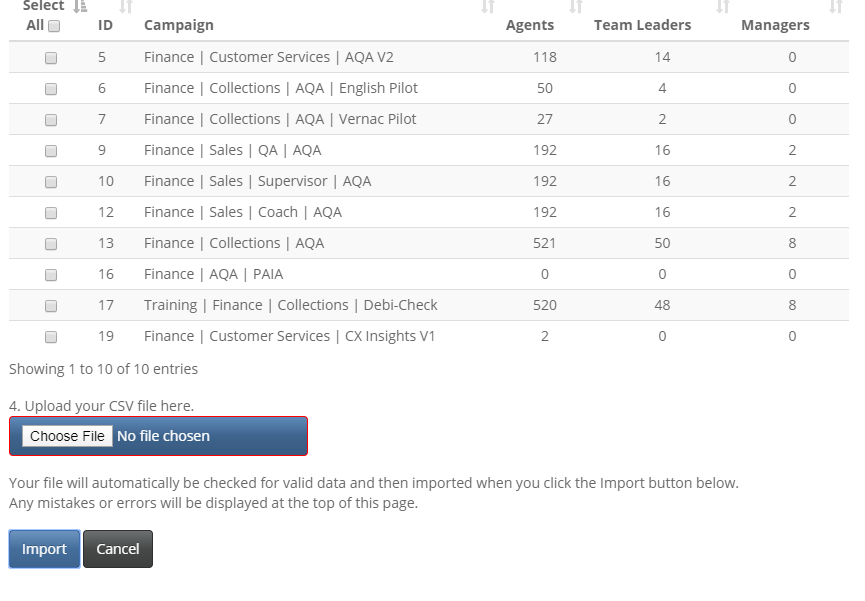 Select
All ID Campaign Agents Team Leaders Managers
5 Finance | Customer Services | AQA V2 118 14 0
6 Finance | Collections | AQA | English Pilot 50 4 0
7 Finance | Collections | AQA | Vernac Pilot 27 2 0
9 Finance | Sales | QA | AQA 192 16 2
10 Finance | Sales | Supervisor | AQA 192 16 2
12 Finance | Sales | Coach | AQA 192 16 2
13 Finance | Collections | AQA 521 50 8
16 Finance | AQA | PAIA 0 0 0
17 Training | Finance | Collections | Debi-Check 520 48 8
19 Finance | Customer Services | CX Insights V1 2 0 0
Showing 1 to 10 of 10 entries
4. Upload your CSV file here.
Choose File No file chosen
Your file will automatically be checked for valid data and then imported when you click the Import button below.
Any mistakes or errors will be displayed at the top of this page.
Import Cancel